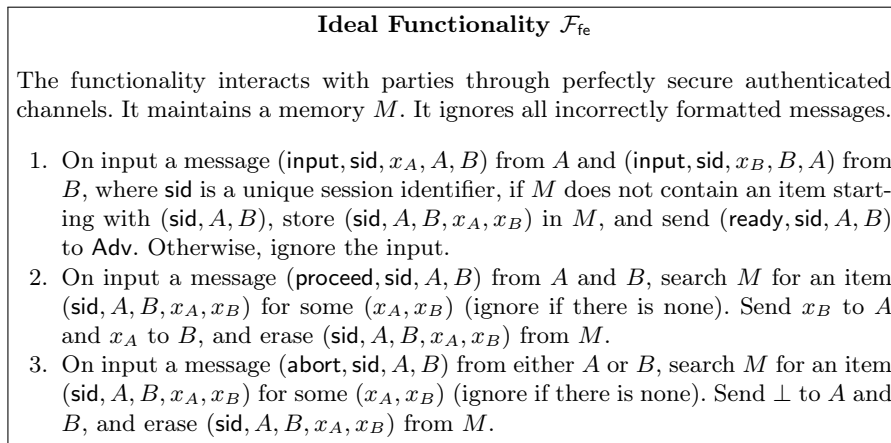 Ideal Functionality 𝓕fe
The functionality interacts with parties through perfectly secure authenticated
channels. It maintains a memory M. It ignores all incorrectly formatted messages.
1. On input a message (input, sid, x_A, A, B) from A and (input, sid, x_B, B, A) from
B, where sid is a unique session identifier, if M does not contain an item start-
ing with (sid, A, B), store (sid, A, B, x_A, x_B) in M, and send (ready, sid, A, B)
to Adv. Otherwise, ignore the input.
2. On input a message (proceed, sid, A, B) from A and B, search M for an item
(sid, A, B, x_A, x_B) for some (x_A, x_B) (ignore if there is none). Send x_B to A
and x_A to B, and erase (sid, A, B, x_A, x_B) from M.
3. On input a message (abort, sid, A, B) from either A or B, search M for an item
(sid, A, B, x_A, x_B) for some (x_A, x_B) (ignore if there is none). Send ⊥ to A and
B, and erase (sid, A, B, x_A, x_B) from M.